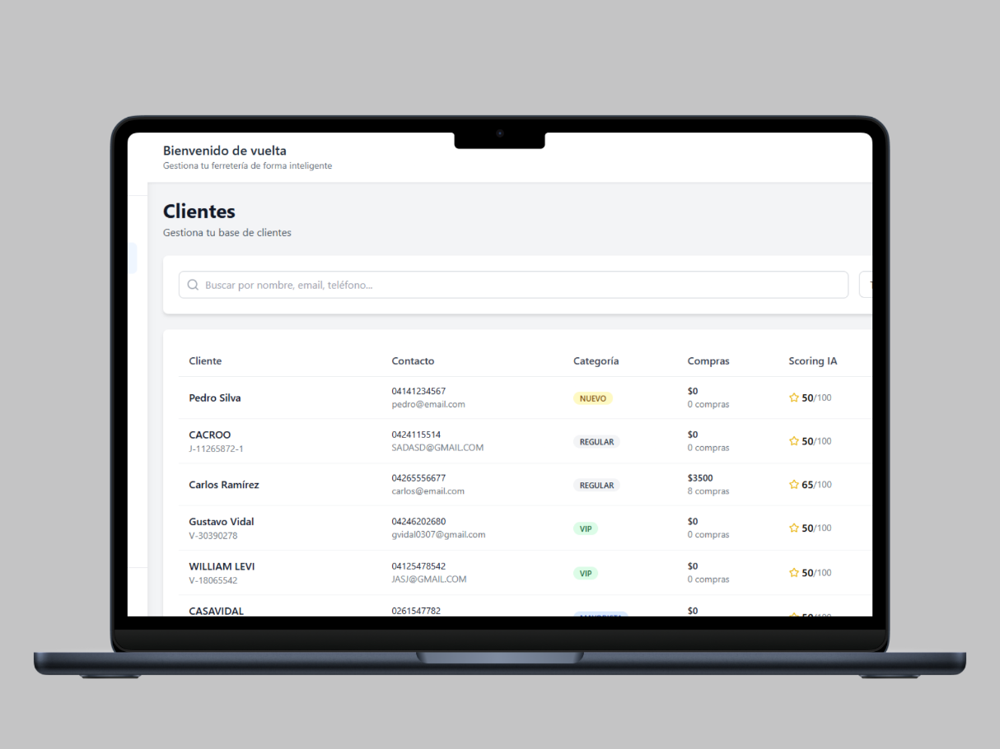 Bienvenido de vuelta
Gestiona tu ferretería de forma inteligente
Clientes
Gestiona tu base de clientes
Buscar por nombre, email, teléfono...
Cliente Contacto Categoría Compras Scoring IA
Pedro Silva 04141234567 NUEVO $0 50/100
pedro@email.com 0 compras
CACROO 0424115514 REGULAR $0 50/100
J-11265872-1 SADASD@GMAIL.COM 0 compras
Carlos Ramírez 04265556677 REGULAR $3500 65/100
carlos@email.com 8 compras
Gustavo Vidal 04246202680 VIP $0 50/100
V-30390278 gvidal0307@gmail.com 0 compras
WILLIAM LEVI 04125478542 VIP $0 50/100
V-18065542 JASJ@GMAIL.COM 0 compras
CASAVIDAL 0261547782 $0